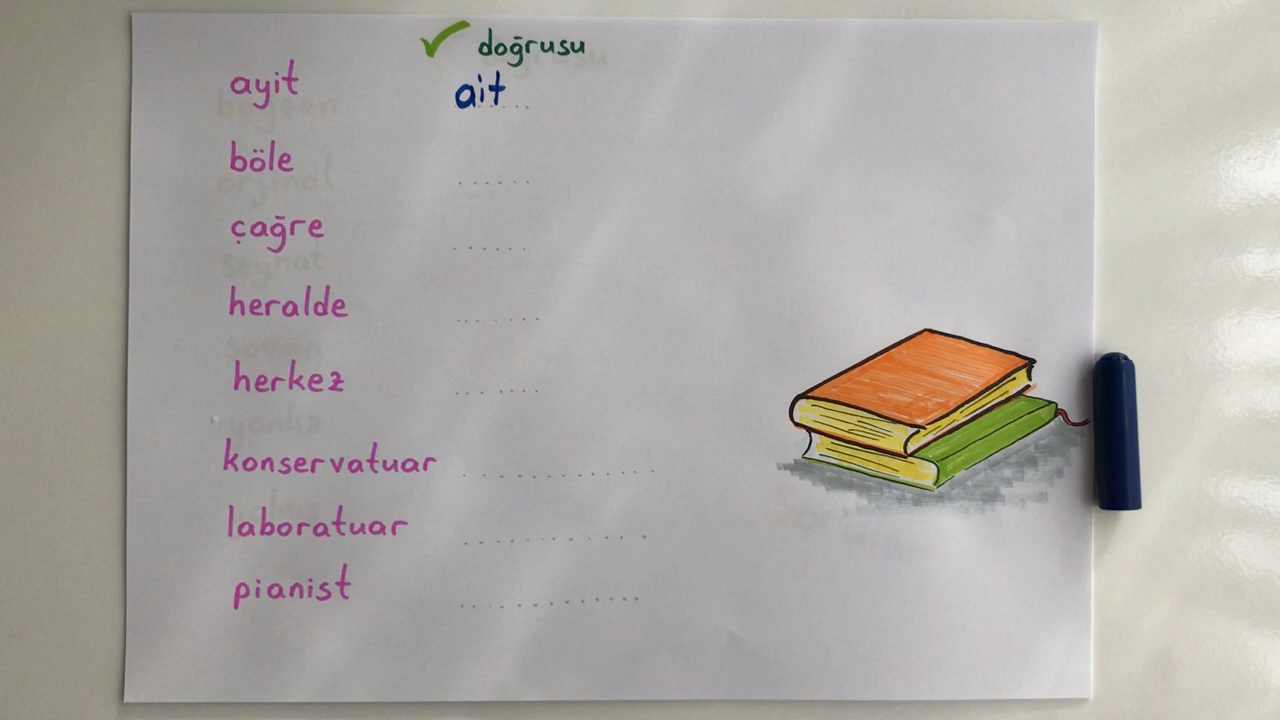 ✓ doğrusu
ayit ait
böle ......
çağre ......
heralde .......
herkez .......
konservatuar ..............
laboratuar .............
pianist .............